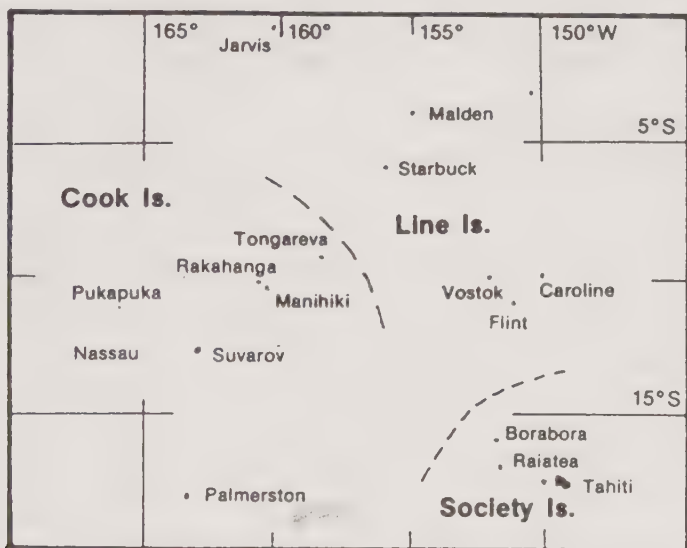 165° 160° 155° 150°W
Jarvis
Malden
5°S
Starbuck
Cook Is.
Line Is.
Tongareva
Rakahanga
Pukapuka Manihiki Vostok Caroline
Flint
Nassau Suvarov
15°S
Borabora
Raiatea
Tahiti
Palmerston
Society Is.